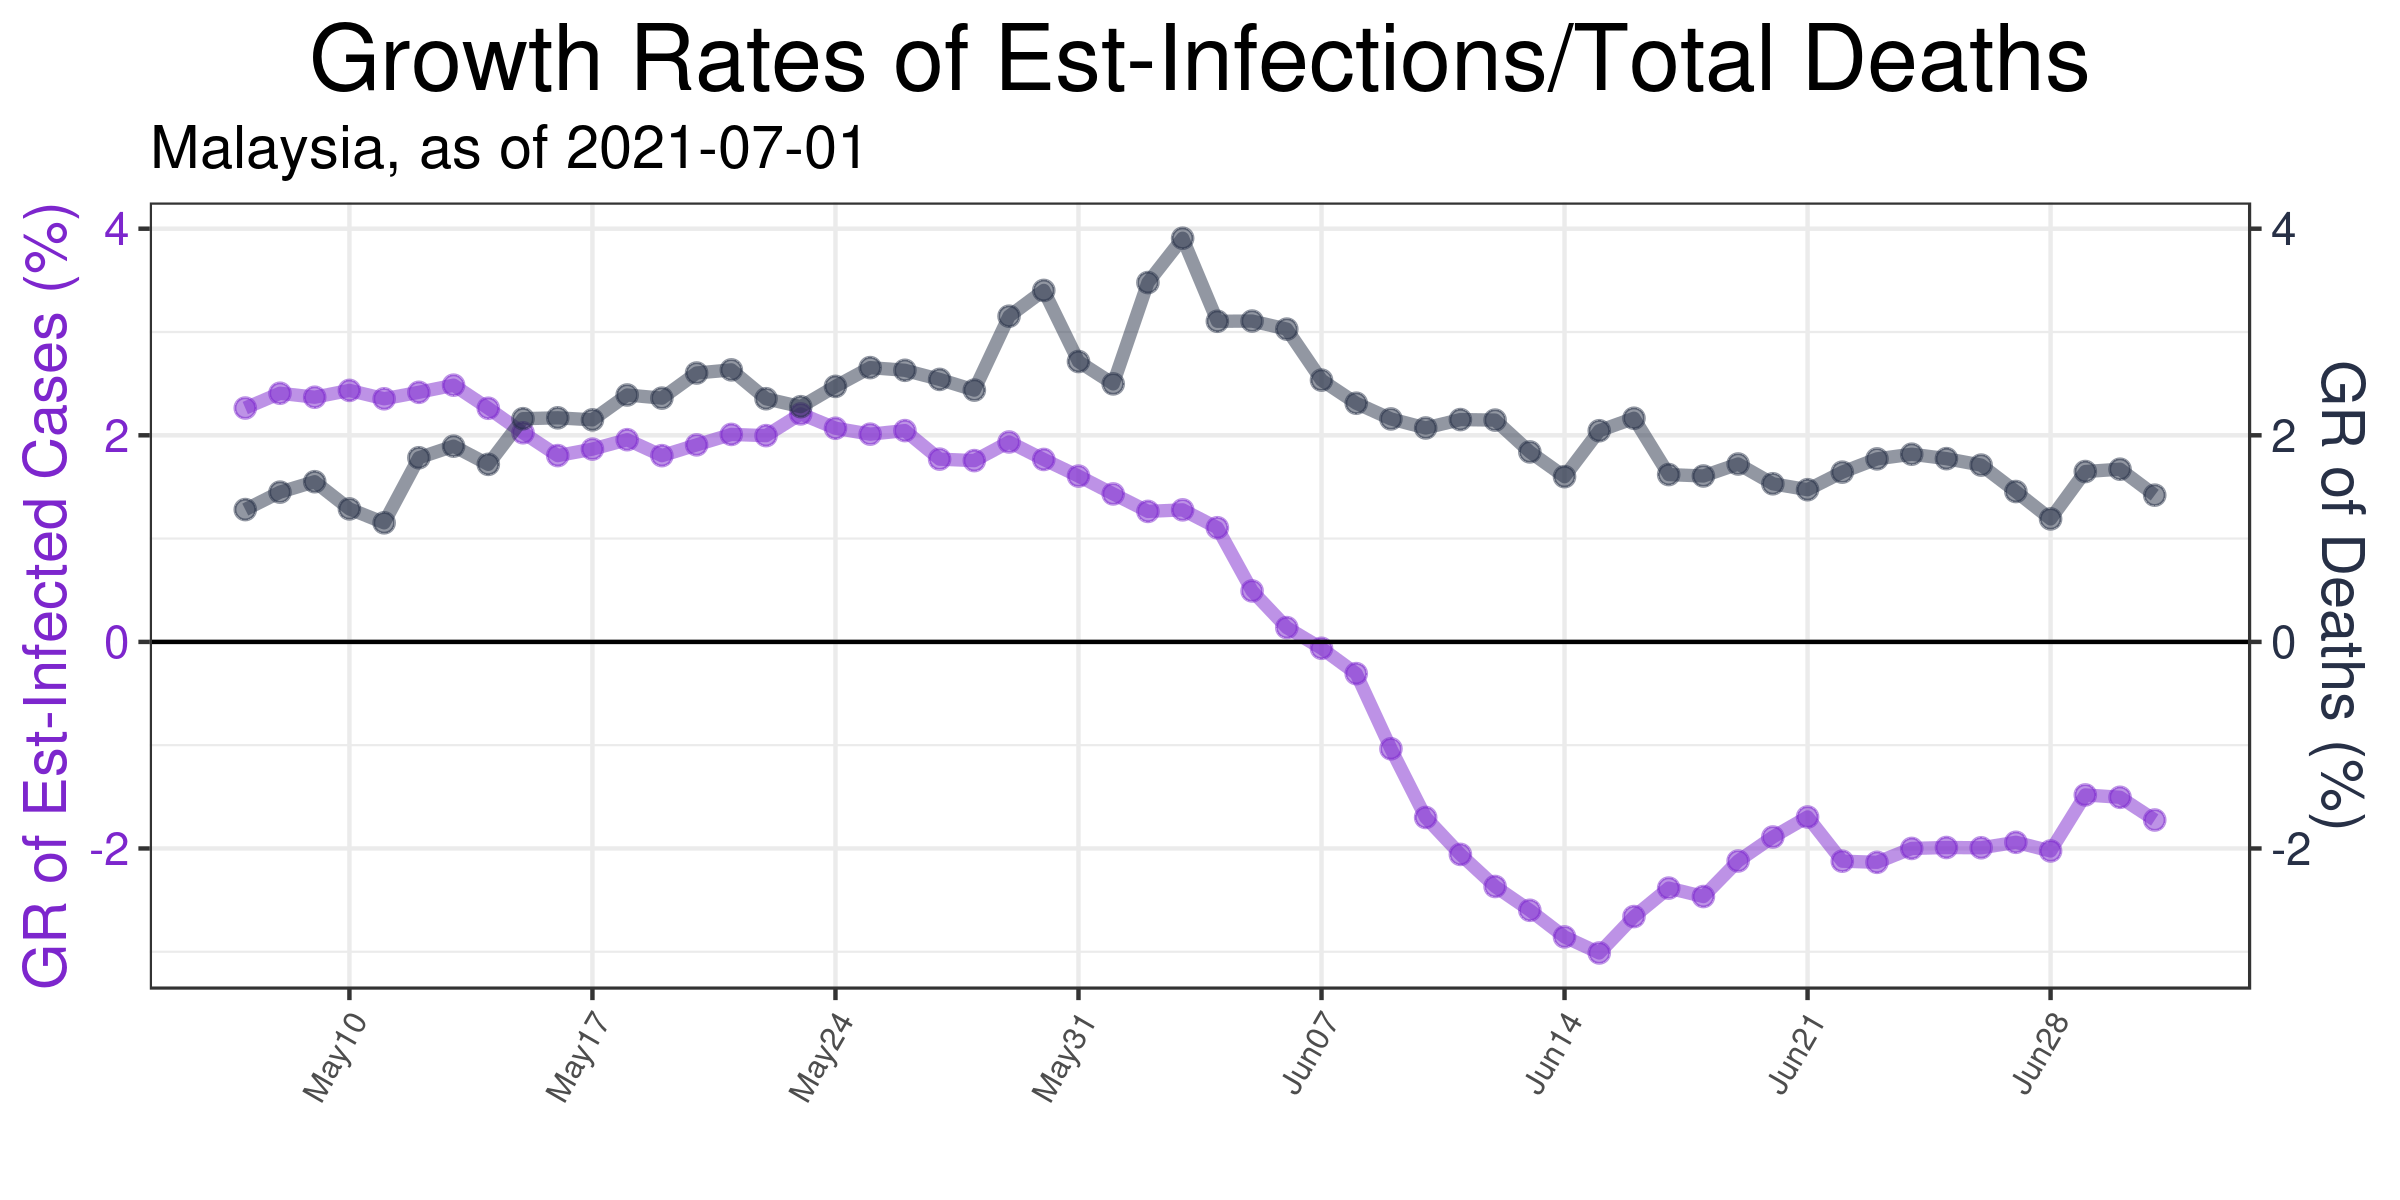 Growth Rates of Est-Infections/Total Deaths
Malaysia, as of 2021-07-01
GR of Est-Infected Cases (%)
4
2
0
-2
4
2
0
-2
GR of Deaths (%)
May10
May17
May24
May31
Jun07
Jun14
Jun21
Jun28